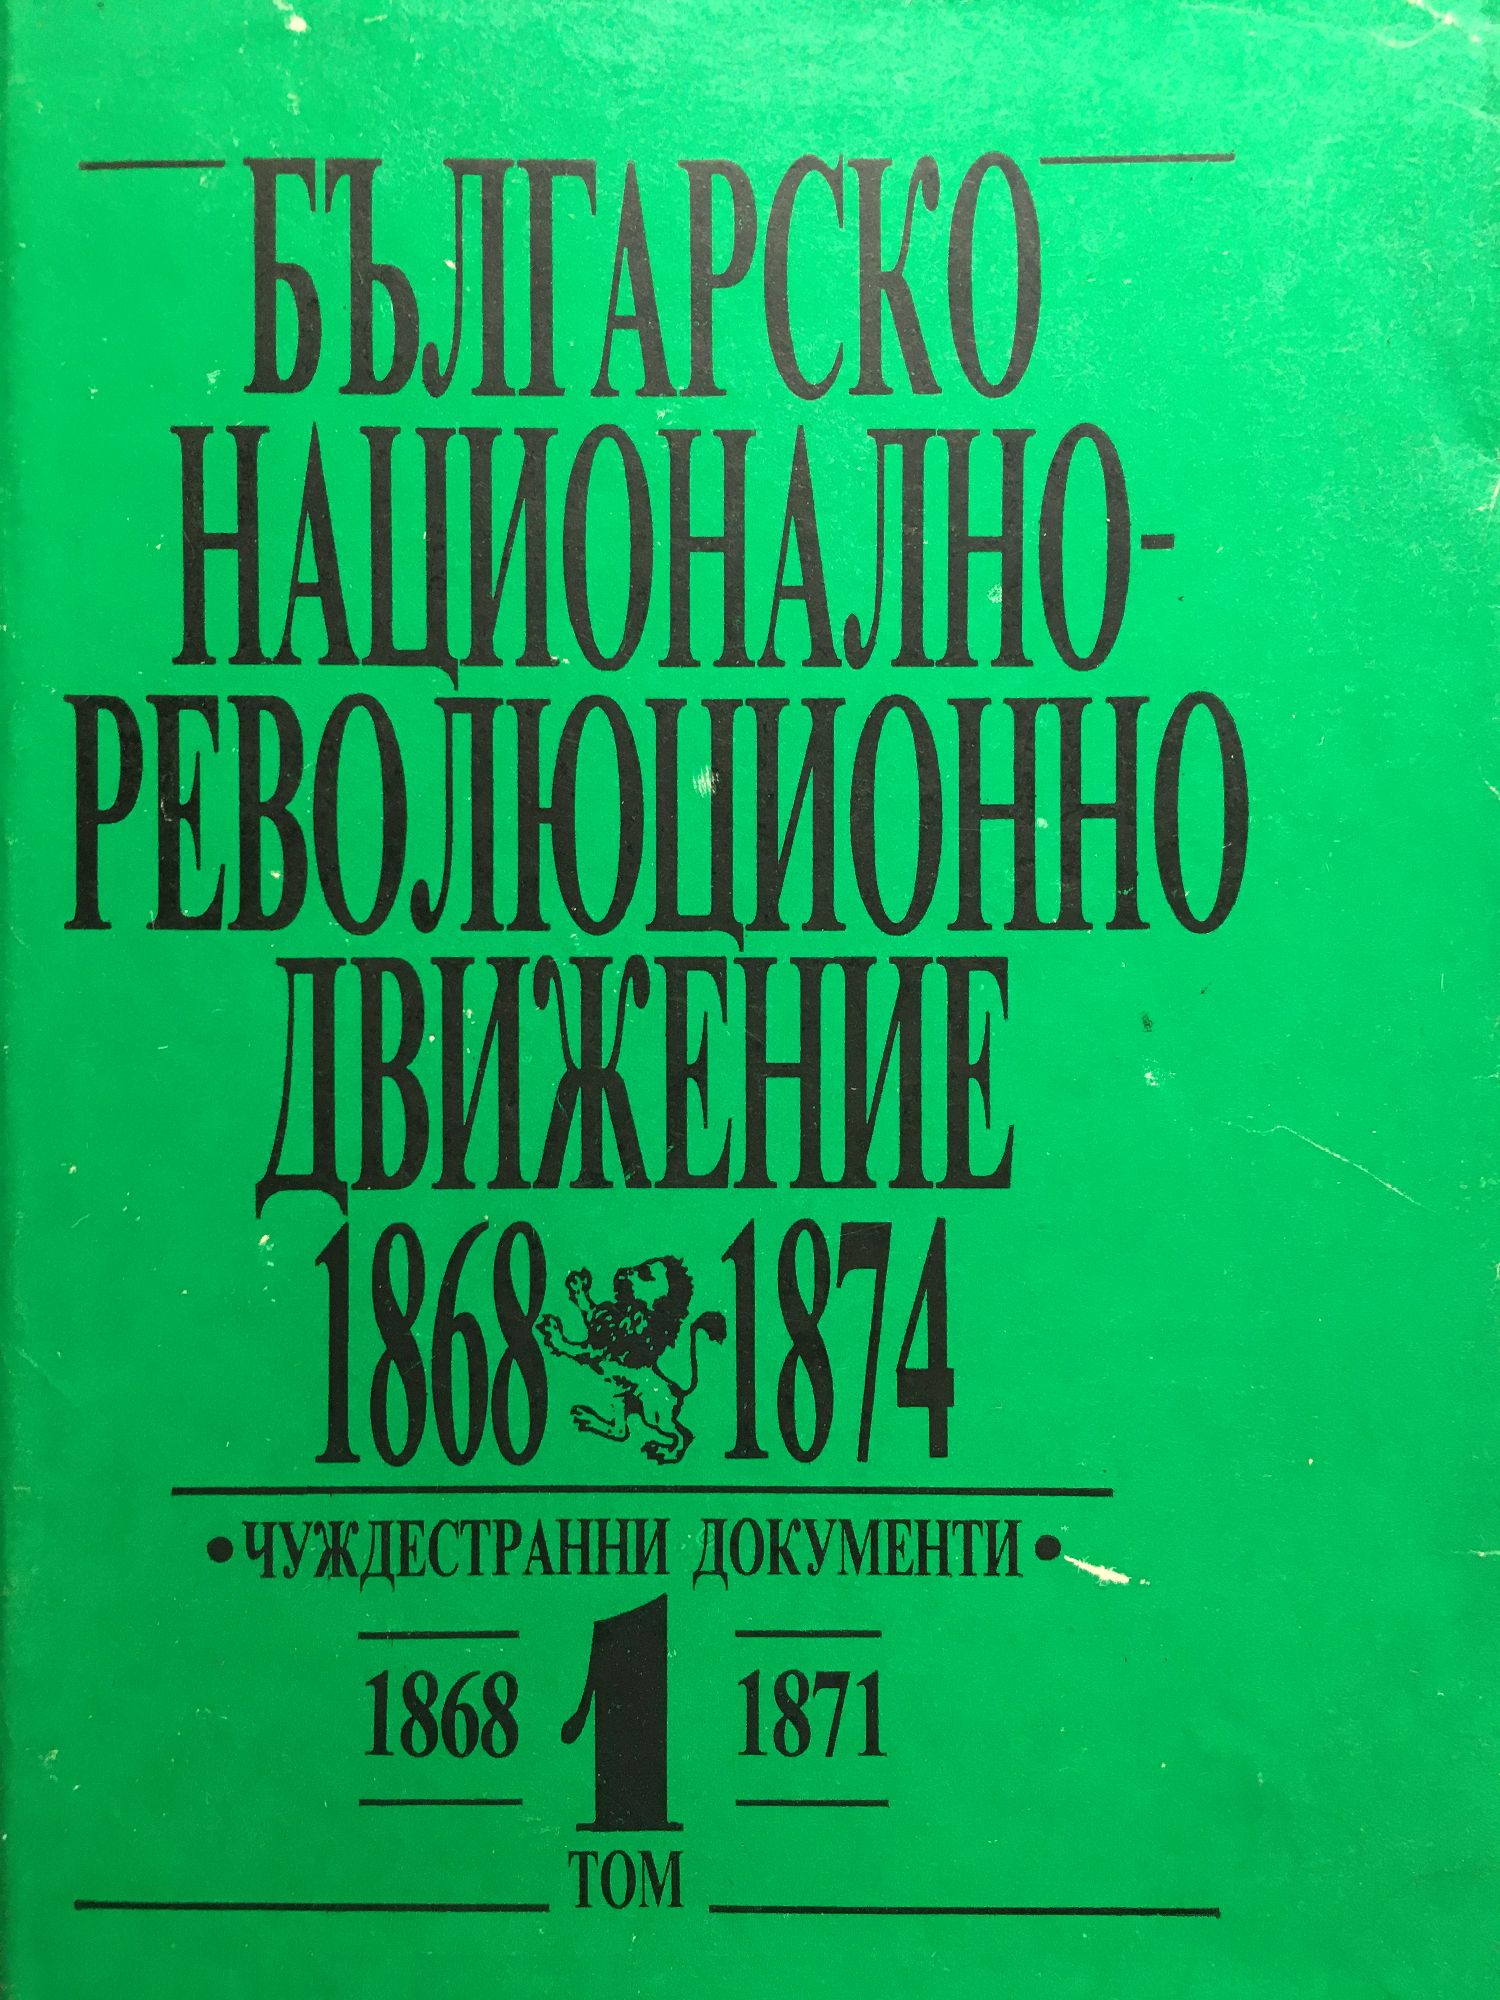 БЪЛГАРСКО
НАЦИОНАЛНО-
РЕВОЛЮЦИОННО
ДВИЖЕНИЕ
1868 1874
• ЧУЖДЕСТРАННИ ДОКУМЕНТИ •
1868 1 1871
ТОМ